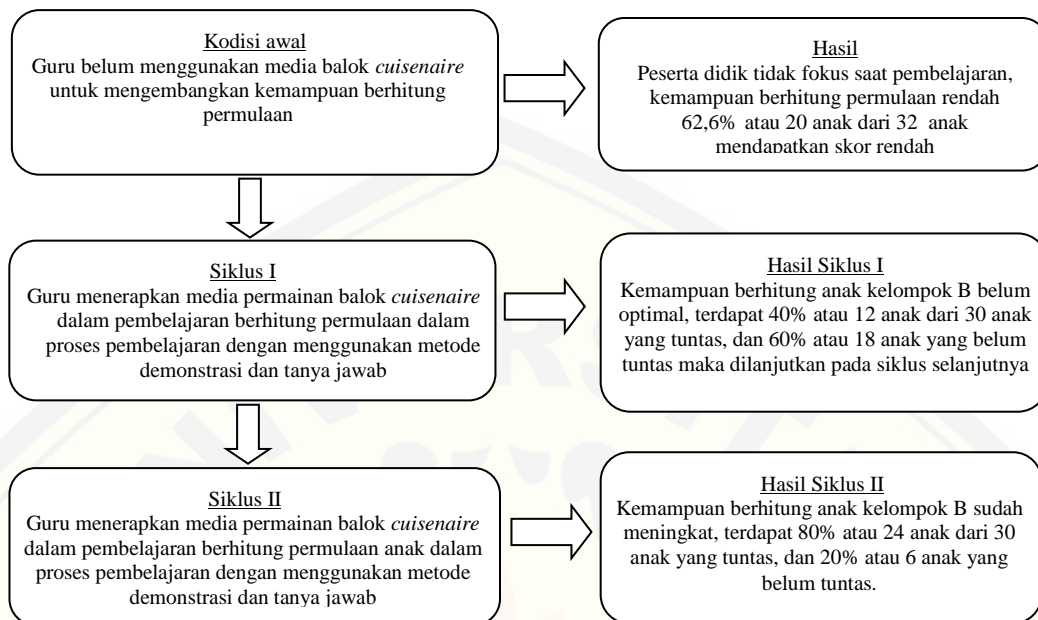 Kodisi awal
Guru belum menggunakan media balok cuisenaire
untuk mengembangkan kemampuan berhitung
permulaan
Hasil
Peserta didik tidak fokus saat pembelajaran,
kemampuan berhitung permulaan rendah
62,6% atau 20 anak dari 32 anak
mendapatkan skor rendah
Siklus I
Guru menerapkan media permainan balok cuisenaire
dalam pembelajaran berhitung permulaan dalam
proses pembelajaran dengan menggunakan metode
demonstrasi dan tanya jawab
Hasil Siklus I
Kemampuan berhitung anak kelompok B belum
optimal, terdapat 40% atau 12 anak dari 30 anak
yang tuntas, dan 60% atau 18 anak yang belum
tuntas maka dilanjutkan pada siklus selanjutnya
Siklus II
Guru menerapkan media permainan balok cuisenaire
dalam pembelajaran berhitung permulaan anak dalam
proses pembelajaran dengan menggunakan metode
demonstrasi dan tanya jawab
Hasil Siklus II
Kemampuan berhitung anak kelompok B sudah
meningkat, terdapat 80% atau 24 anak dari 30
anak yang tuntas, dan 20% atau 6 anak yang
belum tuntas.